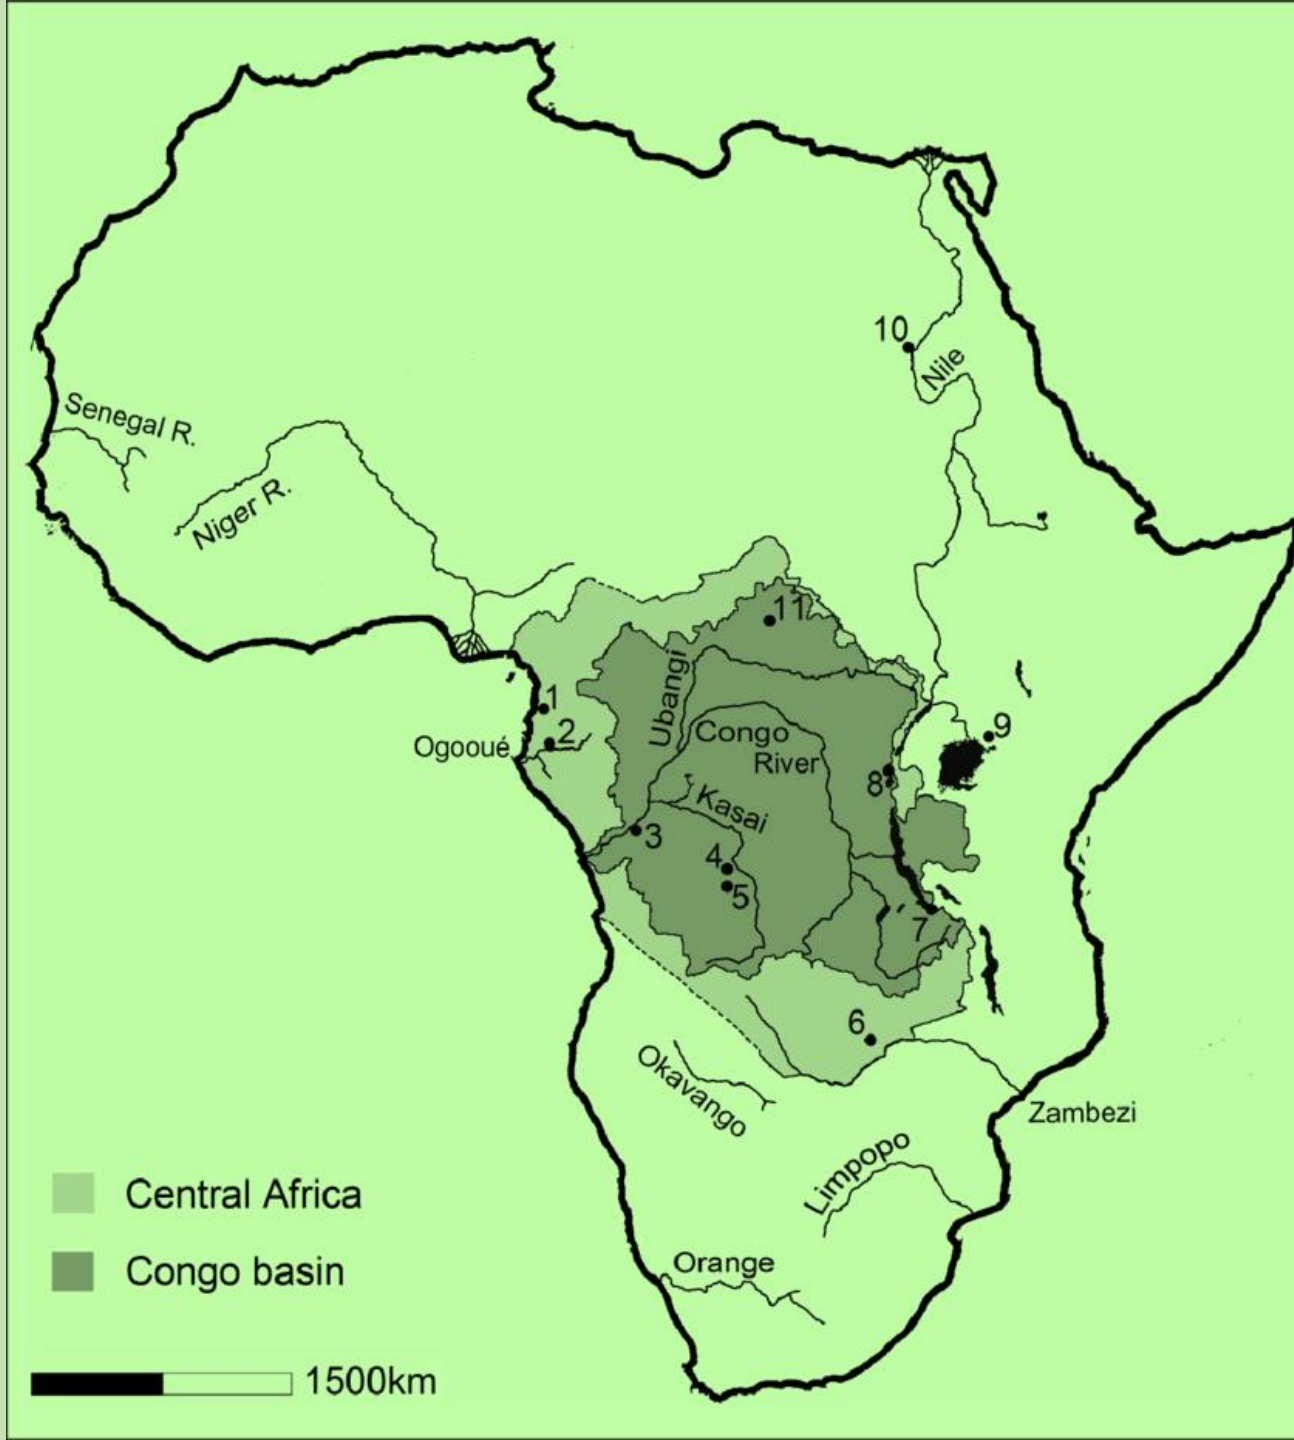 10
Nile
Senegal R.
Niger R.
11
Ubangi
1
2
Ogooué
Congo
River
9
8
Kasai
3
4
5
7
6
Okavango
Zambezi
Limpopo
Central Africa
Congo basin
Orange
1500km